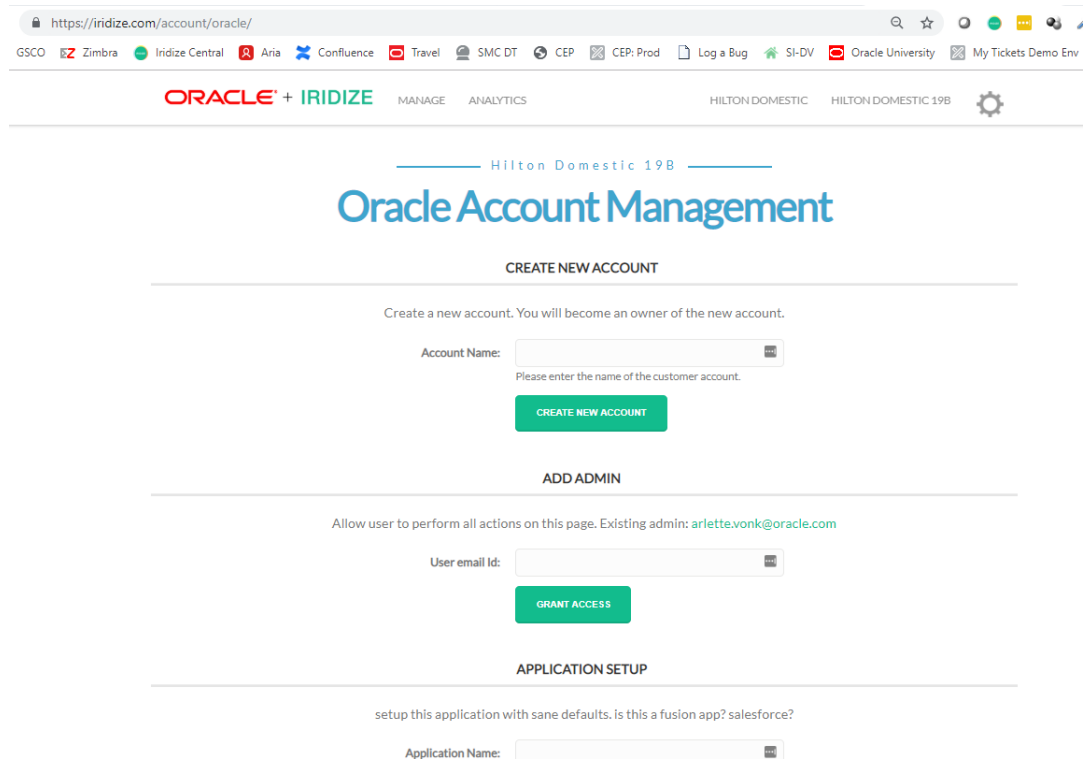 https://iridize.com/account/oracle/
GSCO Zimbra Iridize Central Aria Confluence Travel SMC DT CEP CEP: Prod Log a Bug SI-DV Oracle University My Tickets Demo Env
ORACLE + IRIDIZE MANAGE ANALYTICS HILTON DOMESTIC HILTON DOMESTIC 19B
Hilton Domestic 19B
Oracle Account Management
CREATE NEW ACCOUNT
Create a new account. You will become an owner of the new account.
Account Name:
Please enter the name of the customer account.
CREATE NEW ACCOUNT
ADD ADMIN
Allow user to perform all actions on this page. Existing admin: arlette.vonk@oracle.com
User email Id:
GRANT ACCESS
APPLICATION SETUP
setup this application with sane defaults. is this a fusion app? salesforce?
Application Name: